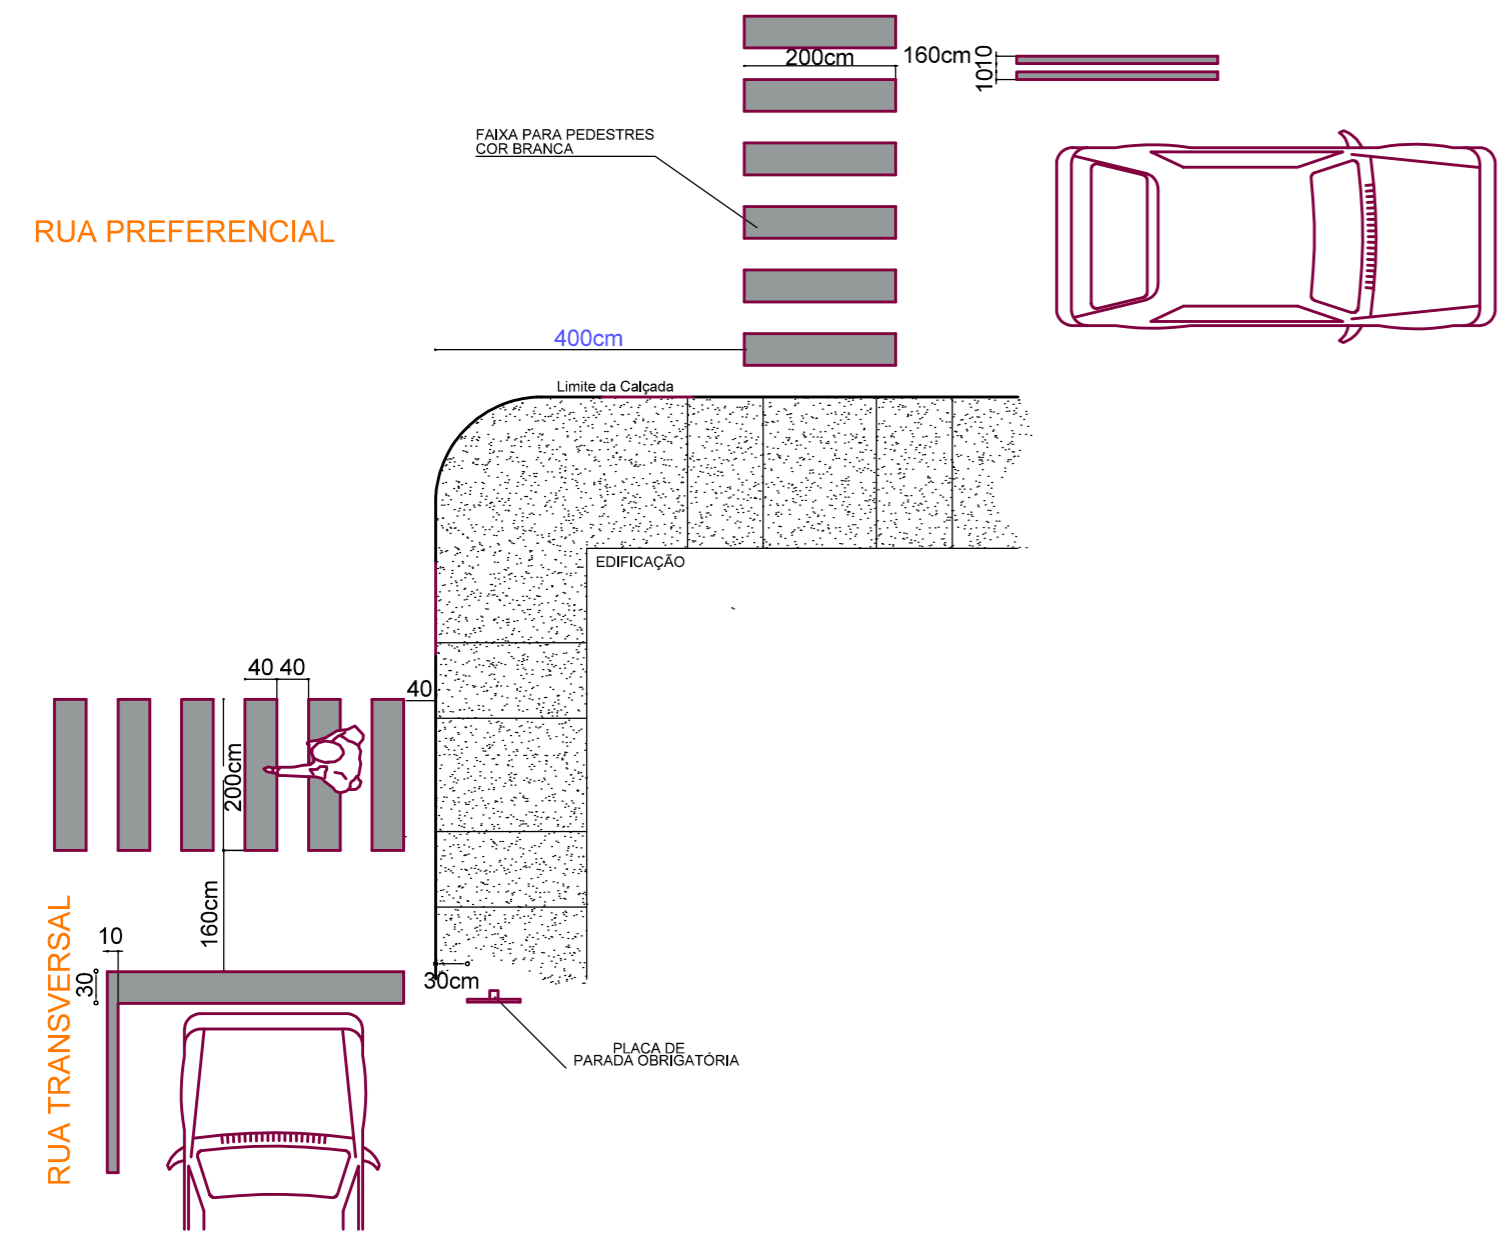 200cm
160cm
10
10
FAIXA PARA PEDESTRES
COR BRANCA
RUA PREFERENCIAL
400cm
Limite da Calçada
EDIFICAÇÃO
40 40
40
200cm
160cm
RUA TRANSVERSAL
10
30
30cm
PLACA DE
PARADA OBRIGATÓRIA